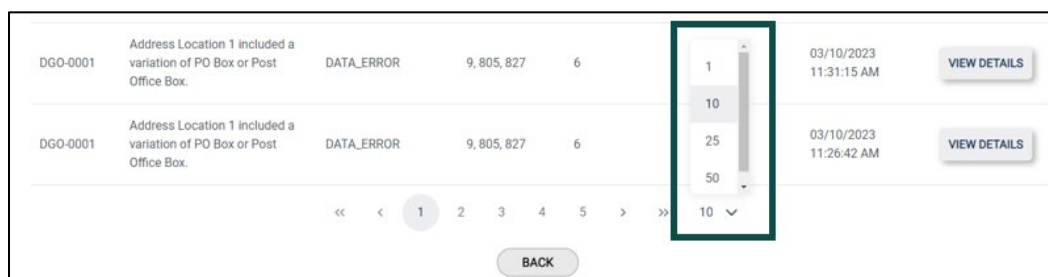 Address Location 1 included a
DGO-0001 variation of PO Box or Post DATA_ERROR 9, 805, 827 6 03/10/2023 11:31:15 AM VIEW DETAILS
Office Box.
1
10
Address Location 1 included a
DGO-0001 variation of PO Box or Post DATA_ERROR 9, 805, 827 6 03/10/2023 11:26:42 AM VIEW DETAILS
Office Box.
25
50
<< < 1 2 3 4 5 > >> 10
BACK